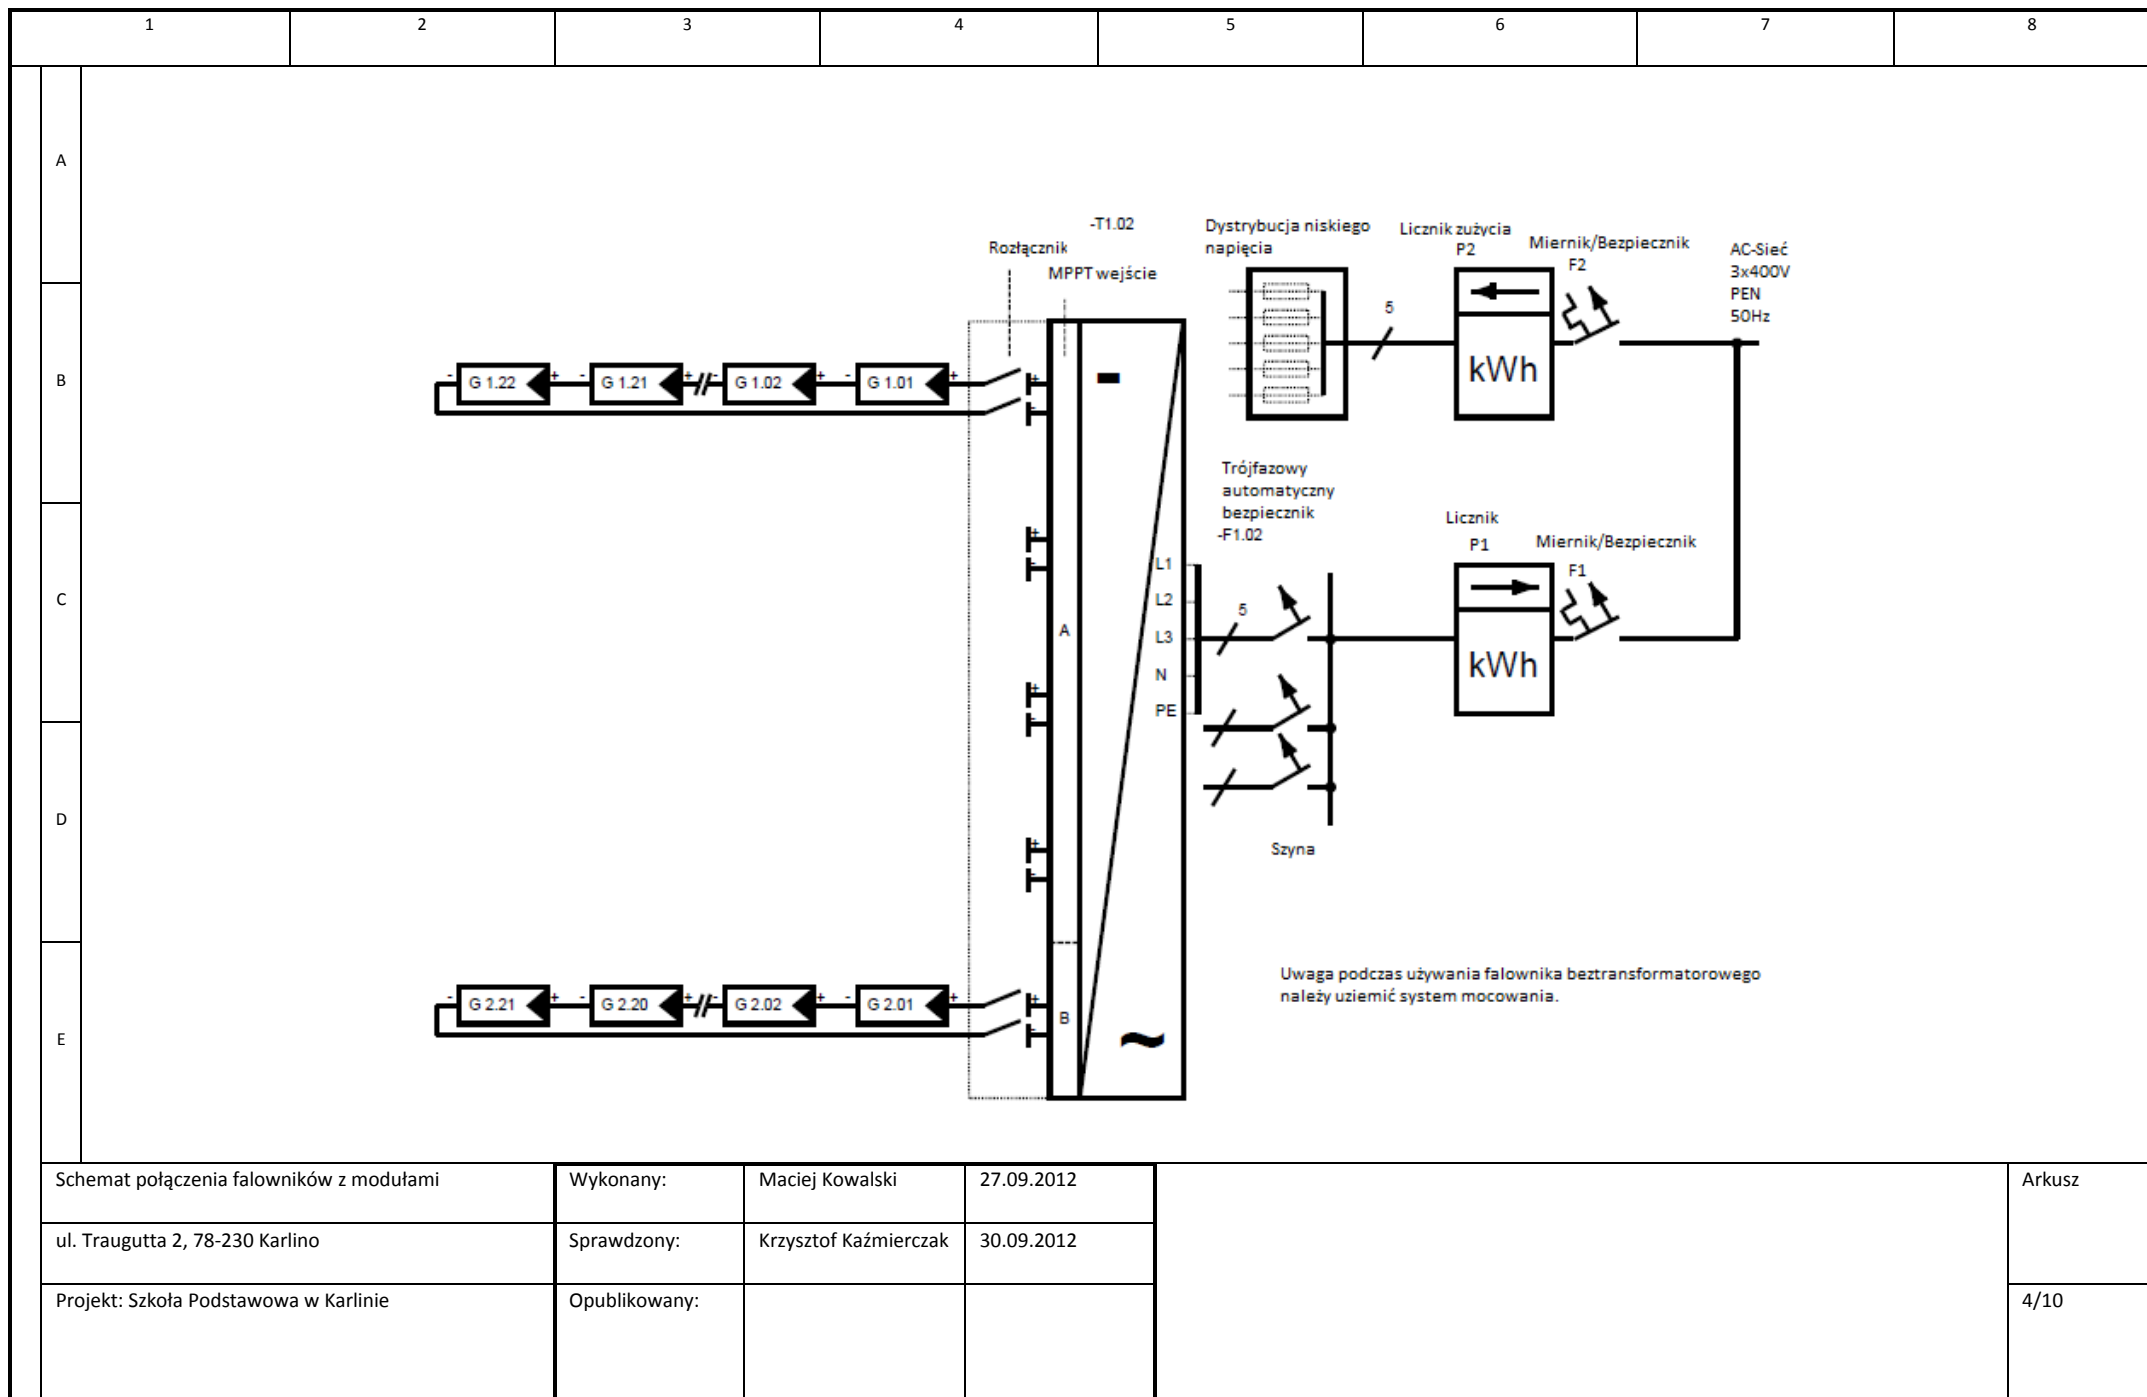 1 2 3 4 5 6 7 8
A
B
C
D
E
-T1.02
Rozłącznik
MPPT wejście
Dystrybucja niskiego
napięcia
Licznik zużycia
P2
Miernik/Bezpiecznik
F2
AC-Sieć
3x400V
PEN
50Hz
5
kWh
- G 1.22 + - G 1.21 + - G 1.02 + - G 1.01 + + -
-
Trójfazowy
automatyczny
bezpiecznik
-F1.02
Licznik
P1
Miernik/Bezpiecznik
F1
+
-
L1
L2
L3
N
PE
5
kWh
A
+
-
+
-
Szyna
- G 2.21 + - G 2.20 + - G 2.02 + - G 2.01 + + -
B
~
Uwaga podczas używania falownika beztransformatorowego
należy uziemić system mocowania.
Schemat połączenia falowników z modułami Wykonany: Maciej Kowalski 27.09.2012 Arkusz
ul. Traugutta 2, 78-230 Karlino Sprawdzony: Krzysztof Kaźmierczak 30.09.2012
Projekt: Szkoła Podstawowa w Karlinie Opublikowany: 4/10